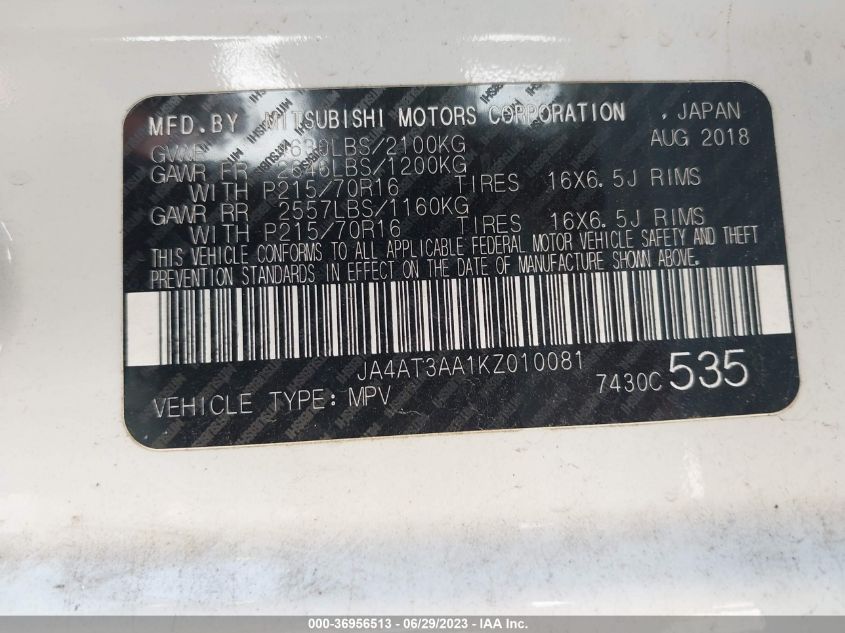 MFD.BY MITSUBISHI MOTORS CORPORATION , JAPAN
AUG 2018
GVWR 4630LBS/2100KG
GAWR FR 2646LBS/1200KG
WITH P215/70R16 TIRES 16X6.5J RIMS
GAWR RR 2557LBS/1160KG
WITH P215/70R16 TIRES 16X6.5J RIMS
THIS VEHICLE CONFORMS TO ALL APPLICABLE FEDERAL MOTOR VEHICLE SAFETY AND THEFT
PREVENTION STANDARDS IN EFFECT ON THE DATE OF MANUFACTURE SHOWN ABOVE.
JA4AT3AA1KZ010081
VEHICLE TYPE: MPV 7430C 535
000-36956513 - 06/29/2023 - IAA Inc.